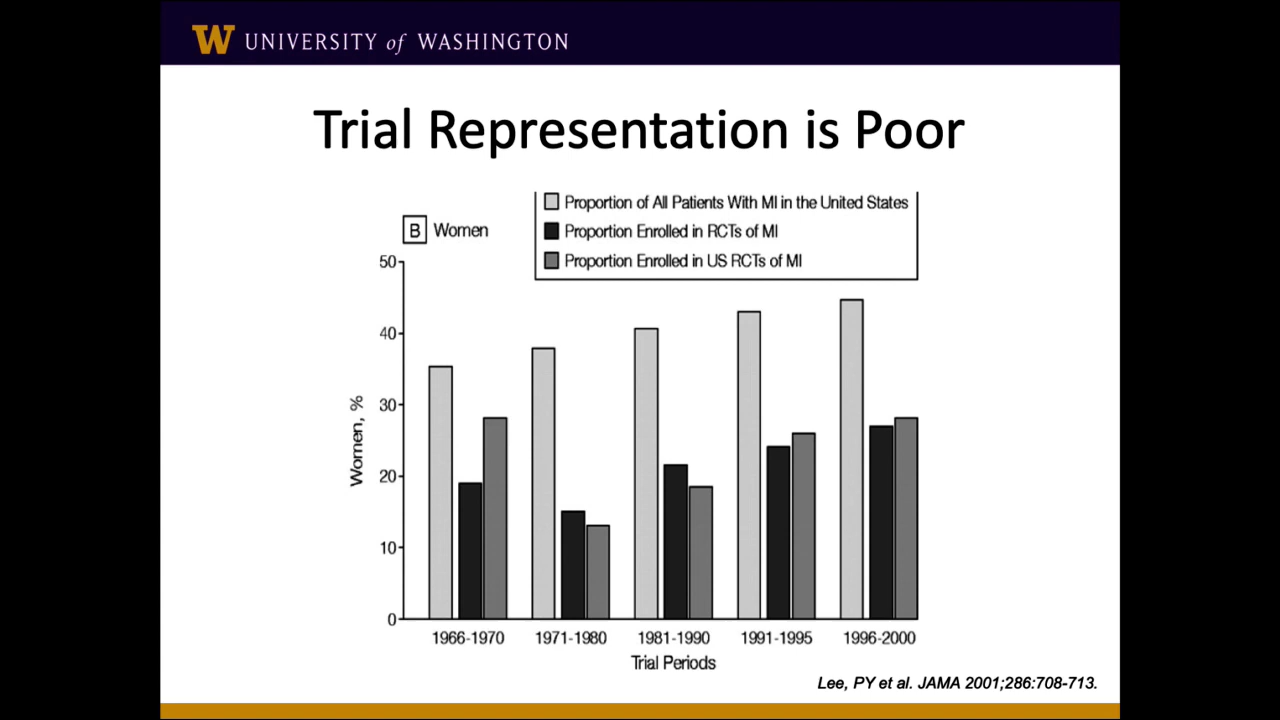 W UNIVERSITY of WASHINGTON
Trial Representation is Poor
Proportion of All Patients With MI in the United States
B Women
Proportion Enrolled in RCTs of MI
Proportion Enrolled in US RCTs of MI
50
40
30
20
10
0
Women, %
1966-1970 1971-1980 1981-1990 1991-1995 1996-2000
Trial Periods
Lee, PY et al. JAMA 2001;286:708-713.